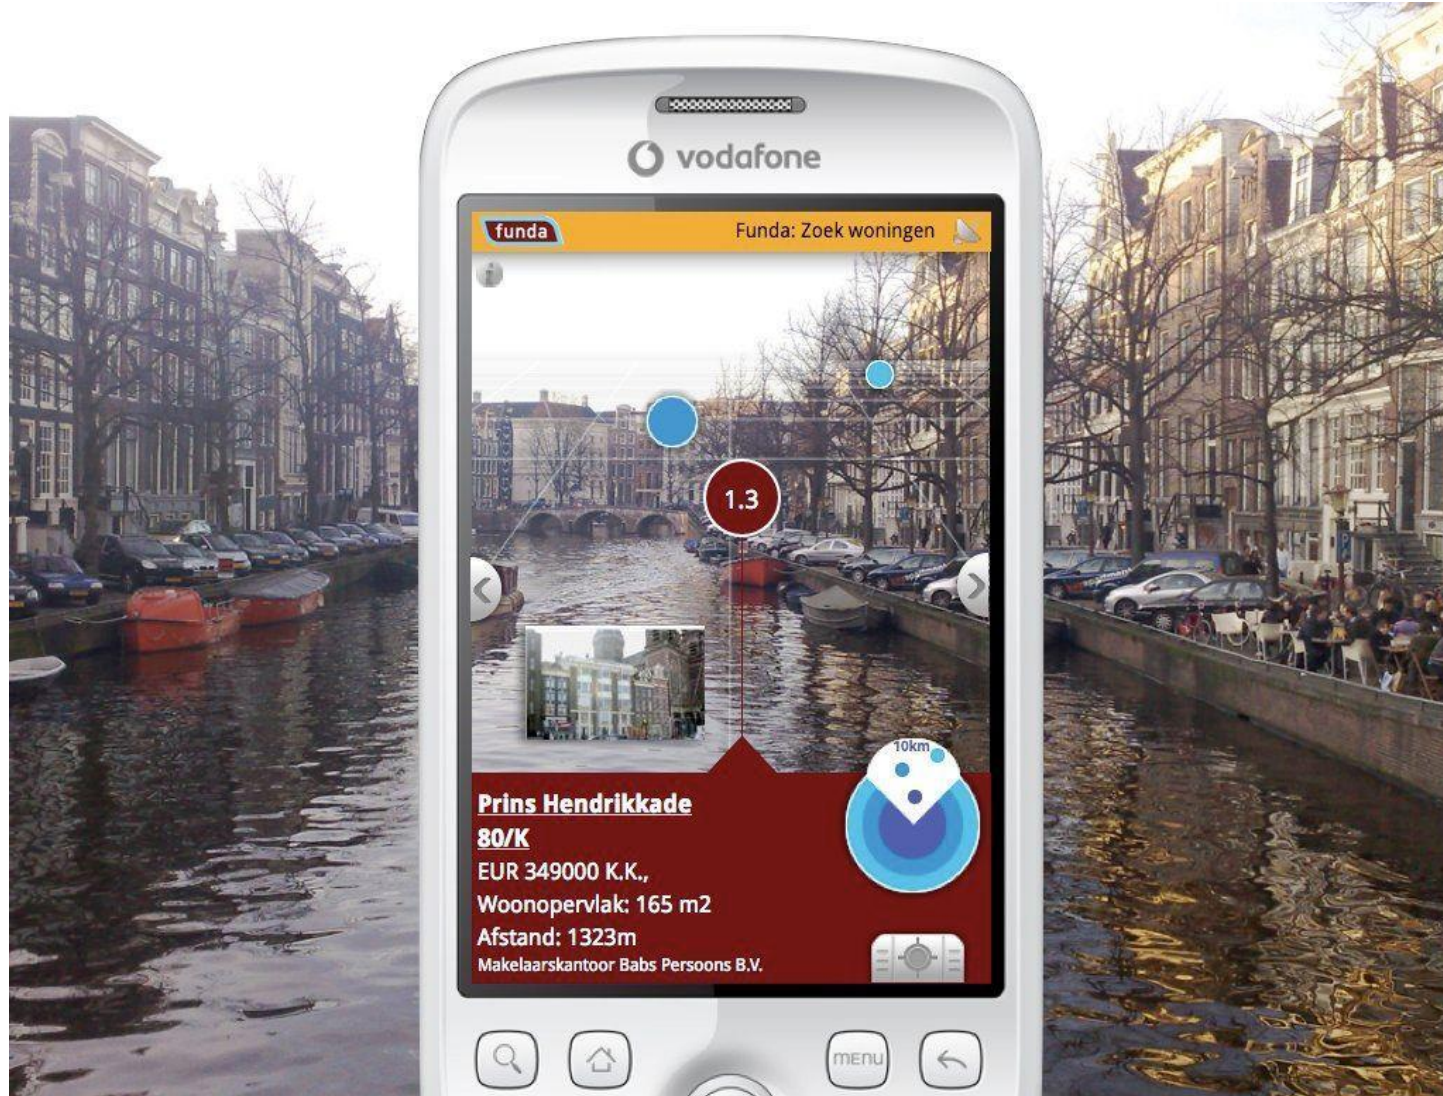 vodafone
funda
Funda: Zoek woningen
1.3
10km
Prins Hendrikkade
80/K
EUR 349000 K.K.,
Woonopervlak: 165 m2
Afstand: 1323m
Makelaarskantoor Babs Persoons B.V.
MENU